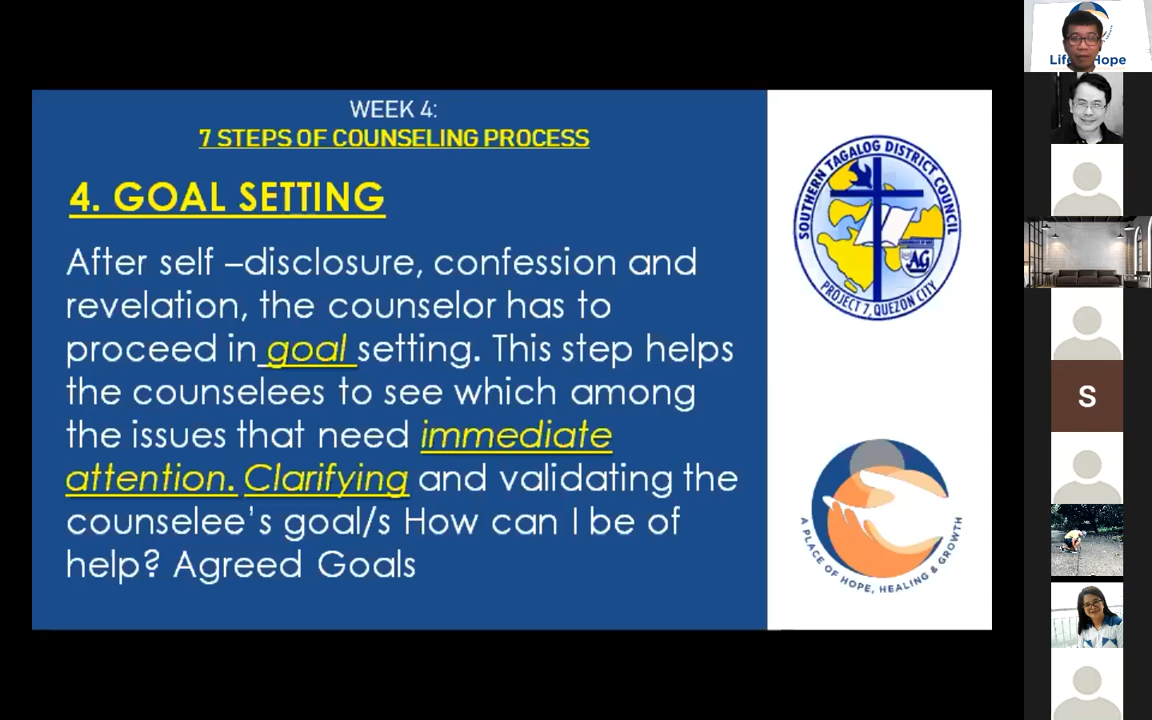 WEEK 4:
7 STEPS OF COUNSELING PROCESS
4. GOAL SETTING
After self –disclosure, confession and
revelation, the counselor has to
proceed in goal setting. This step helps
the counselees to see which among
the issues that need immediate
attention. Clarifying and validating the
counselee's goal/s How can I be of
help? Agreed Goals
SOUTHERN TAGALOG DISTRICT COUNCIL
AG
PROJECT 7, QUEZON CITY
A PLACE OF HOPE, HEALING & GROWTH
Hope
S